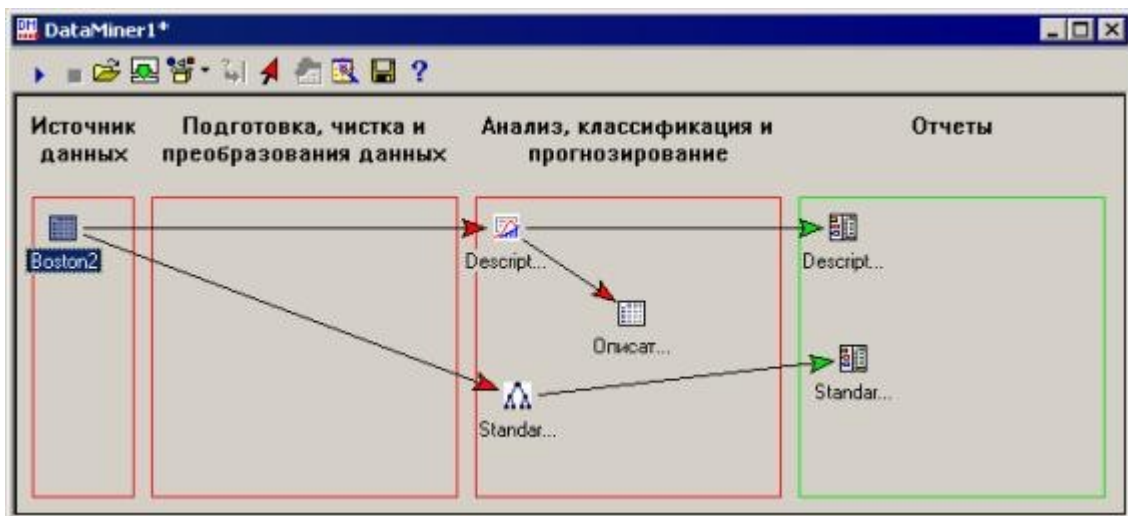 DataMiner1*
Источник данных
Подготовка, чистка и преобразования данных
Анализ, классификация и прогнозирование
Отчеты
Boston2
Descript...
Descript...
Описат...
Standar...
Standar...